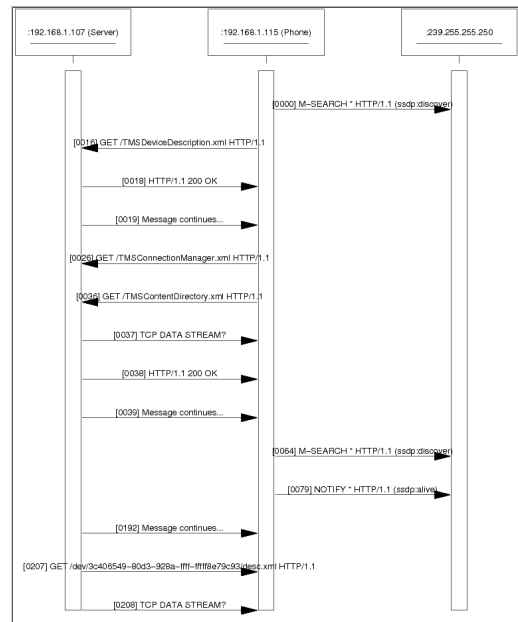 :192.168.1.107 (Server)
:192.168.1.115 (Phone)
:239.255.255.250
[0000] M-SEARCH * HTTP/1.1 (ssdp:discover)
[0016] GET /TMSDeviceDescription.xml HTTP/1.1
[0018] HTTP/1.1 200 OK
[0019] Message continues...
[0026] GET /TMSConnectionManager.xml HTTP/1.1
[0036] GET /TMSContentDirectory.xml HTTP/1.1
[0037] TCP DATA STREAM?
[0038] HTTP/1.1 200 OK
[0039] Message continues...
[0064] M-SEARCH * HTTP/1.1 (ssdp:discover)
[0079] NOTIFY * HTTP/1.1 (ssdp:alive)
[0192] Message continues...
[0207] GET /dev/3c406549-80d3-928a-ffff-fffff8e79c93/desc.xml HTTP/1.1
[0208] TCP DATA STREAM?